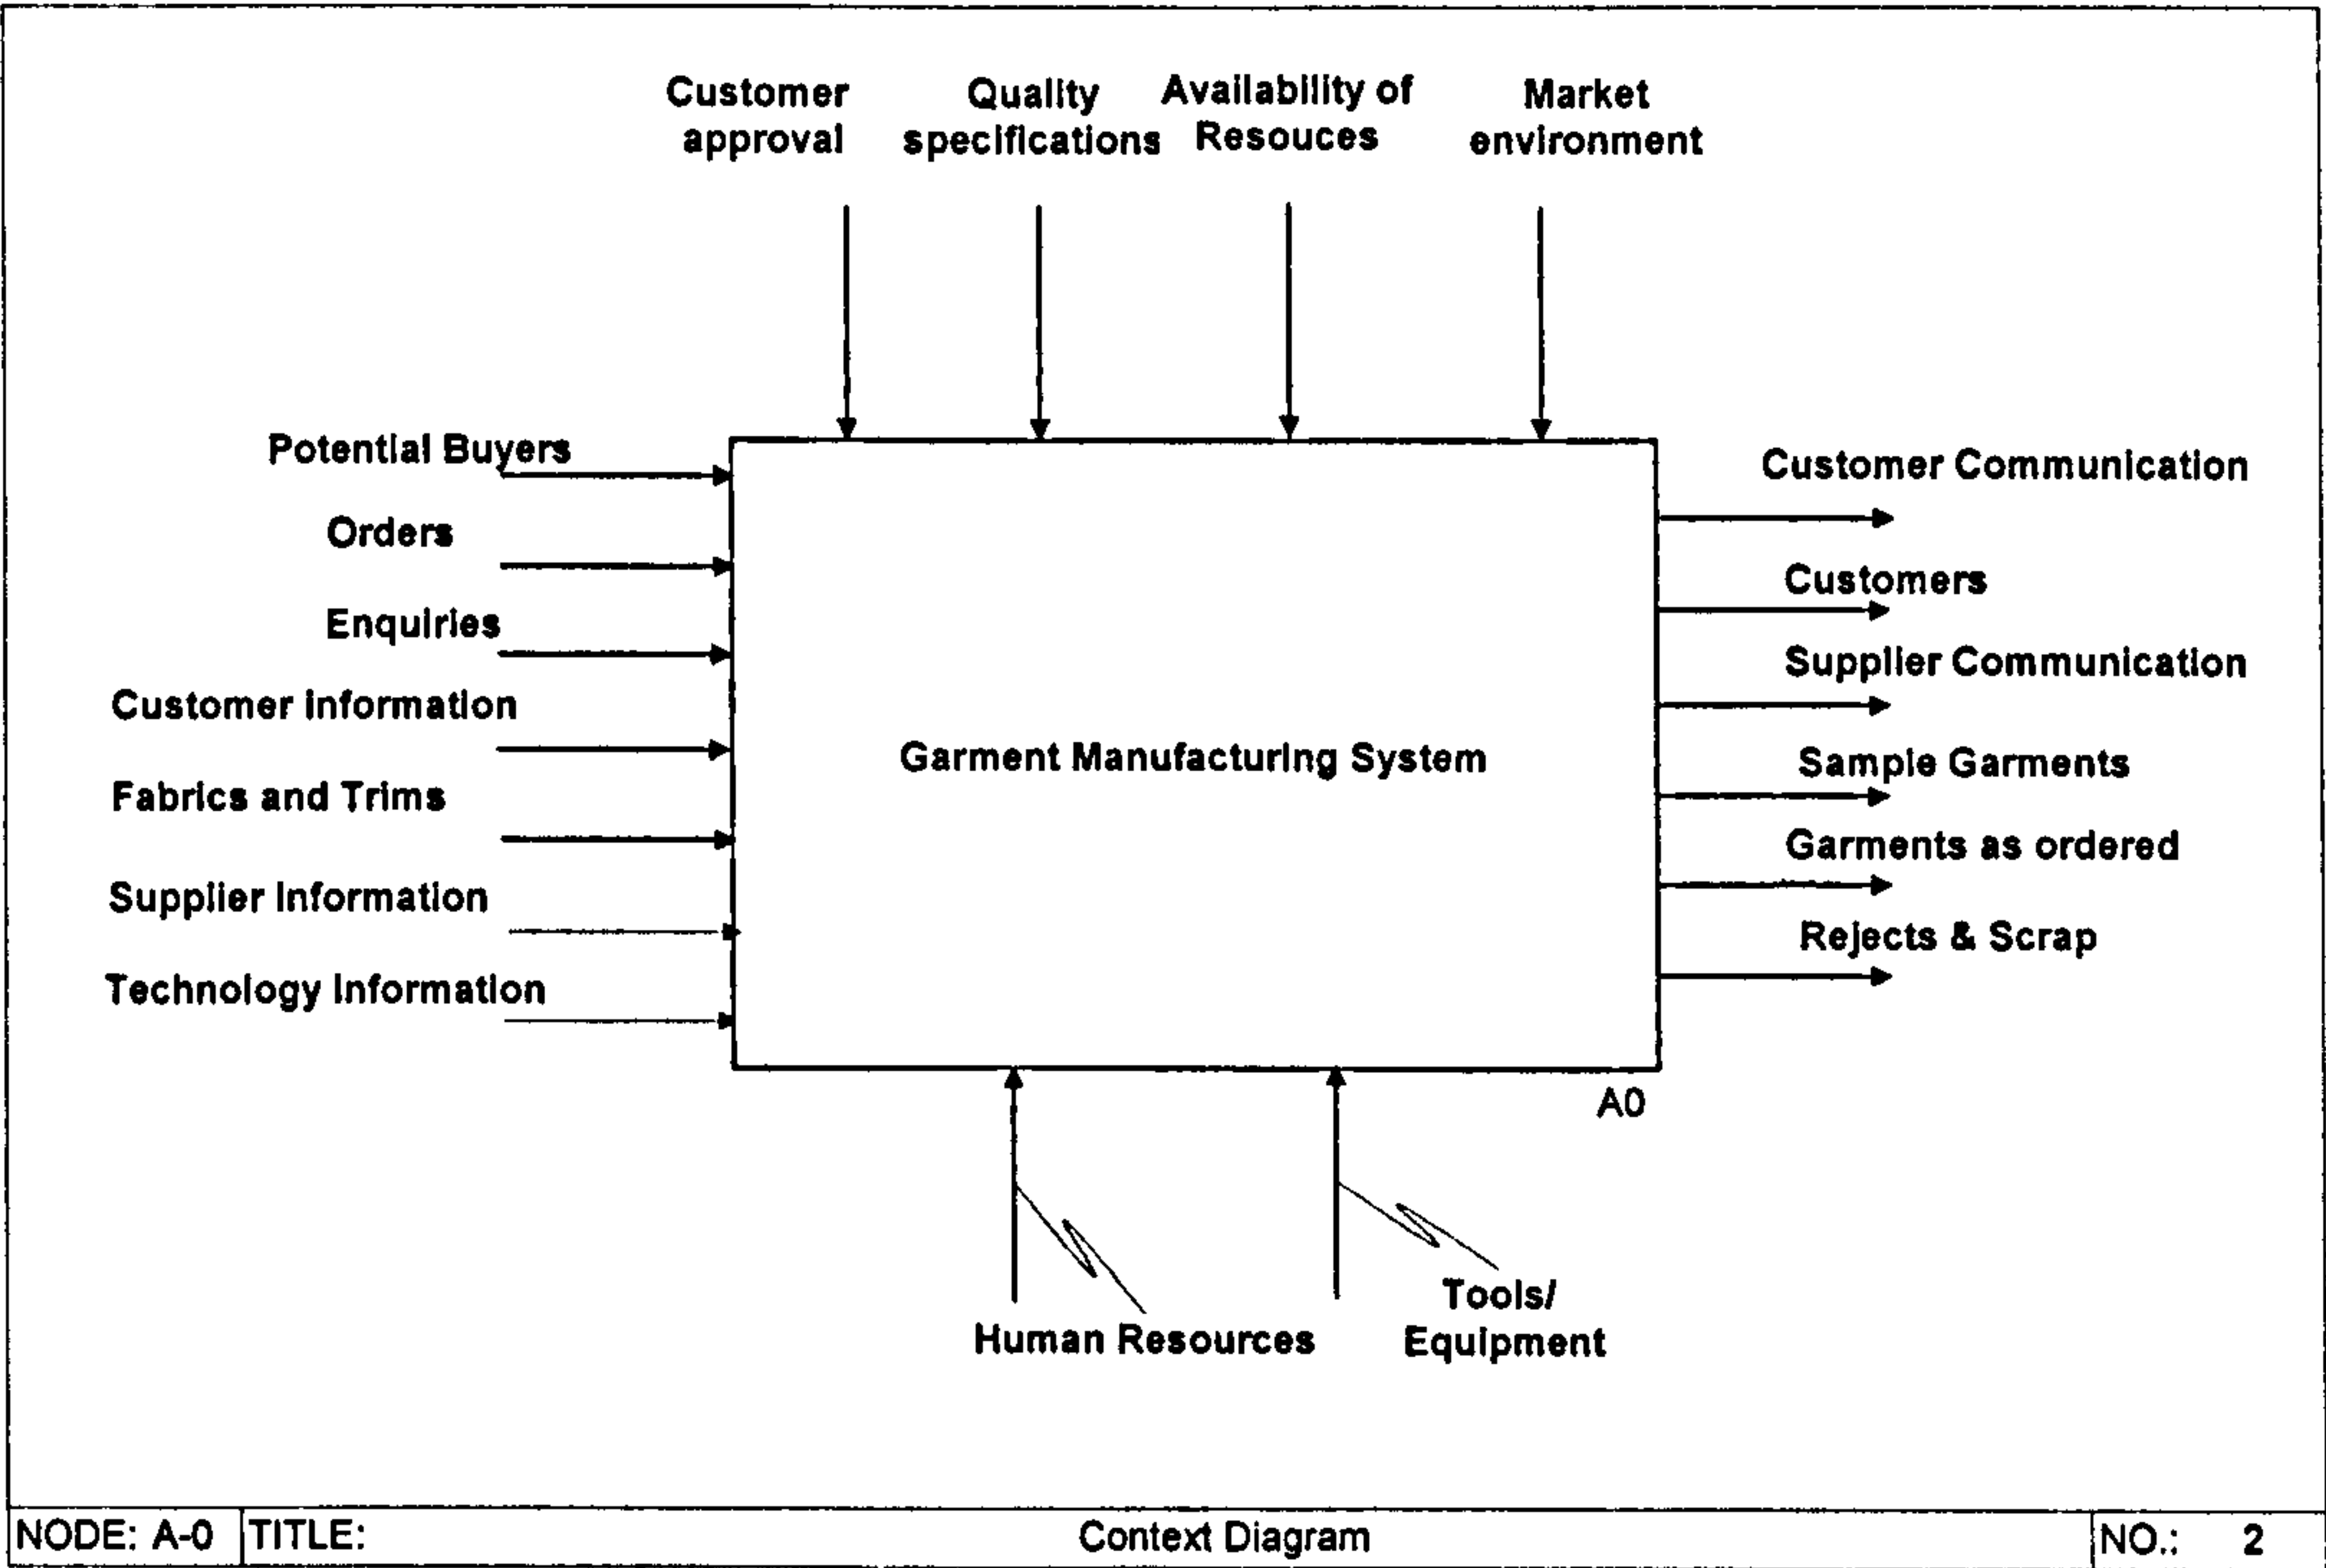 Customer
approval
Quality
specifications
Availability of
Resouces
Market
environment
Potential Buyers
Orders
Enquiries
Customer Information
Fabrics and Trims
Supplier Information
Technology Information
Garment Manufacturing System
Customer Communication
Customers
Supplier Communication
Sample Garments
Garments as ordered
Rejects & Scrap
A0
Human Resources
Tools/
Equipment
NODE: A-0 TITLE: Context Diagram NO.: 2